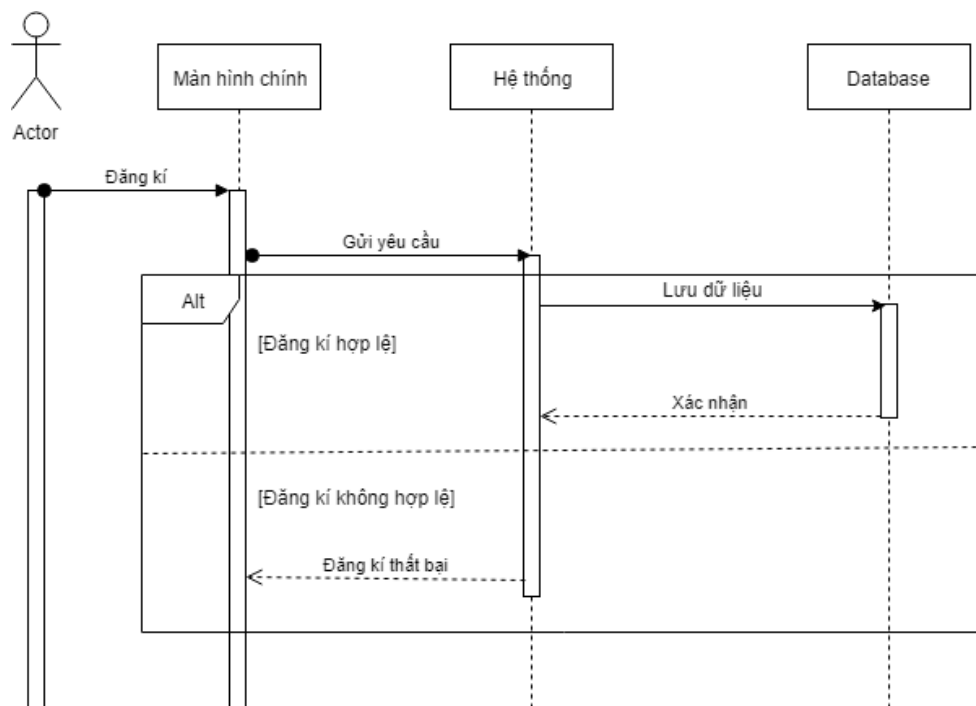 Actor
Màn hình chính
Hệ thống
Database
Đăng kí
Gửi yêu cầu
Alt
Lưu dữ liệu
[Đăng kí hợp lệ]
Xác nhận
[Đăng kí không hợp lệ]
Đăng kí thất bại